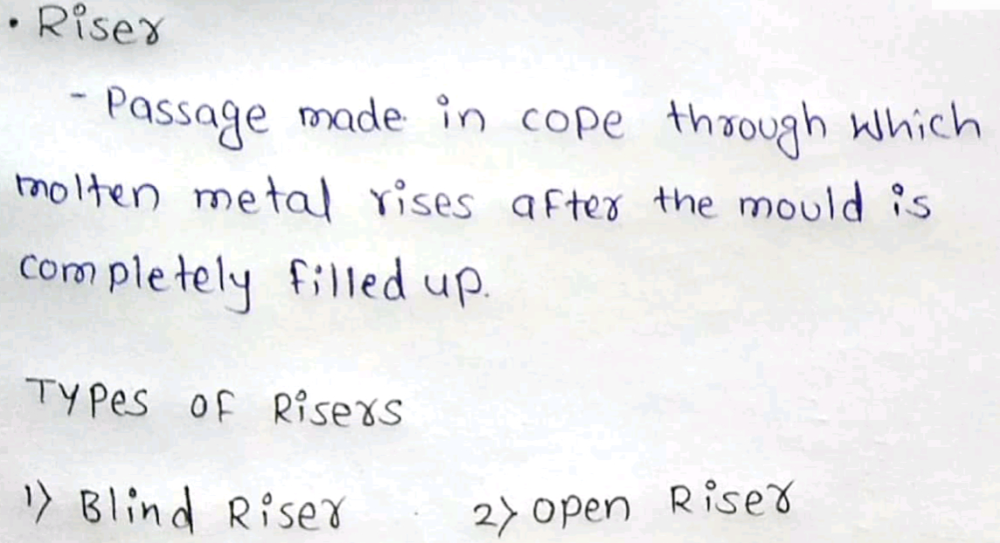 • Riser
- Passage made in cope through which
molten metal rises after the mould is
completely filled up.
Types of Risers
1) Blind Riser 2) open Riser